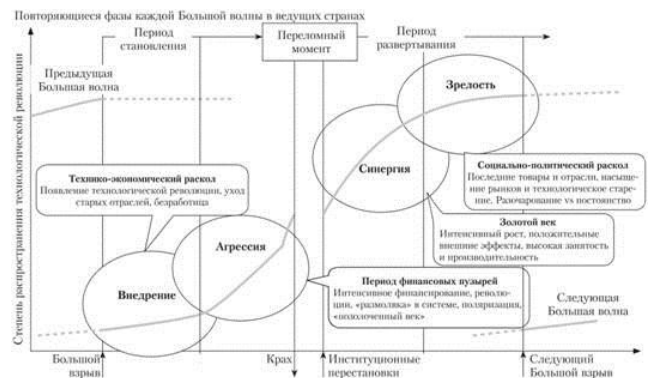 Повторяющиеся фазы каждой Большой волны в ведущих странах
Период
становления
Переломный
момент
Период
развертывания
Степень распространения технологической революции
Предыдущая
Большая волна
Зрелость
Синергия
Технико-экономический раскол
Появление технологической революции, уход
старых отраслей, безработица
Социально-политический раскол
Последние товары и отрасли, насыще-
ние рынков и технологическое старе-
ние. Разочарование vs постоянство
Золотой век
Интенсивный рост, положительные
внешние эффекты, высокая занятость
и производительность
Агрессия
Внедрение
Период финансовых пузырей
Интенсивное финансирование, револю-
ции, «размолвка» в системе, поляризация,
«позолоченный век»
Следующая
Большая волна
Большой
взрыв
Крах
Институционные
перестановки
Следующий
Большой взрыв